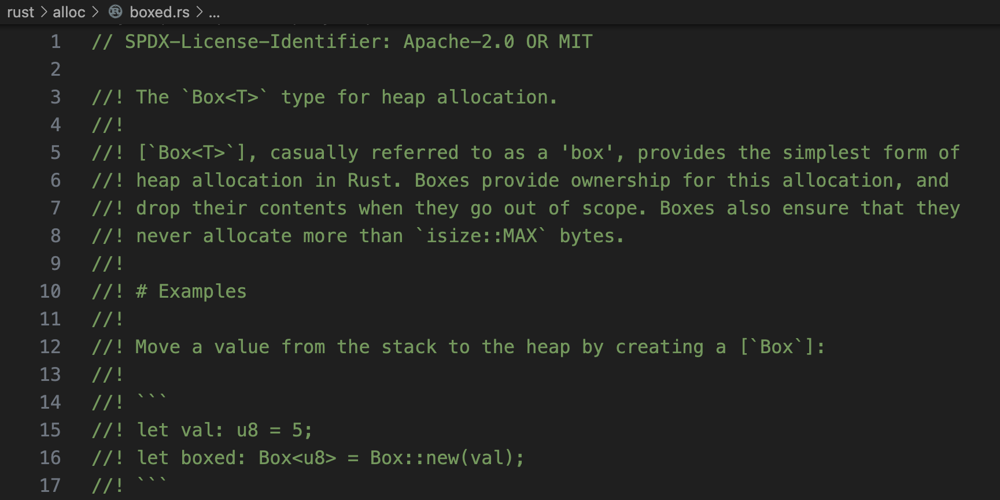 rust > alloc > boxed.rs > ...
1 // SPDX-License-Identifier: Apache-2.0 OR MIT
2
3 //! The `Box<T>` type for heap allocation.
4 //!
5 //! [`Box<T>`], casually referred to as a 'box', provides the simplest form of
6 //! heap allocation in Rust. Boxes provide ownership for this allocation, and
7 //! drop their contents when they go out of scope. Boxes also ensure that they
8 //! never allocate more than `isize::MAX` bytes.
9 //!
10 //! # Examples
11 //!
12 //! Move a value from the stack to the heap by creating a [`Box`]:
13 //!
14 //! ```
15 //! let val: u8 = 5;
16 //! let boxed: Box<u8> = Box::new(val);
17 //! ```